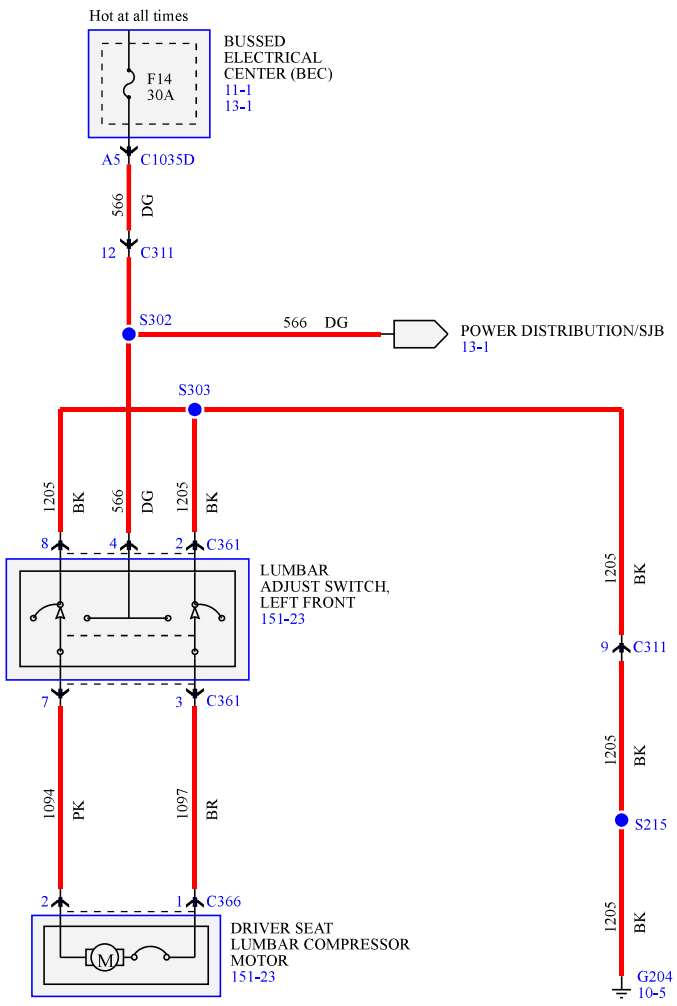 Hot at all times
BUSSED
ELECTRICAL
CENTER (BEC)
11-1
13-1
F14
30A
A5 C1035D
566 DG
12 C311
S302
566 DG
POWER DISTRIBUTION/SJB
13-1
S303
1205 BK
566 DG
1205 BK
8 4 2 C361
LUMBAR
ADJUST SWITCH,
LEFT FRONT
151-23
1205 BK
9 C311
7 3 C361
1094 PK
1097 BR
1205 BK
S215
2 1 C366
DRIVER SEAT
LUMBAR COMPRESSOR
MOTOR
151-23
M
1205 BK
G204
10-5